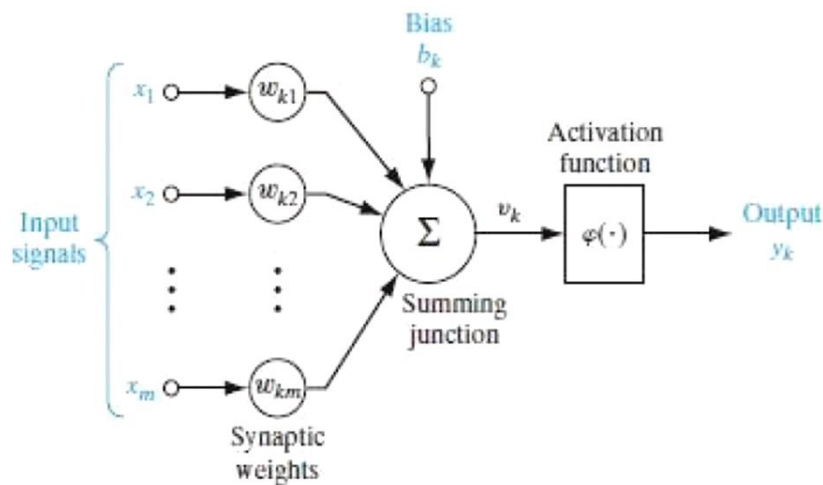 Bias
b_k
x_1
w_k1
Activation
function
x_2
w_k2
Input
signals
Σ
v_k
φ(·)
Output
y_k
Summing
junction
x_m
w_km
Synaptic
weights